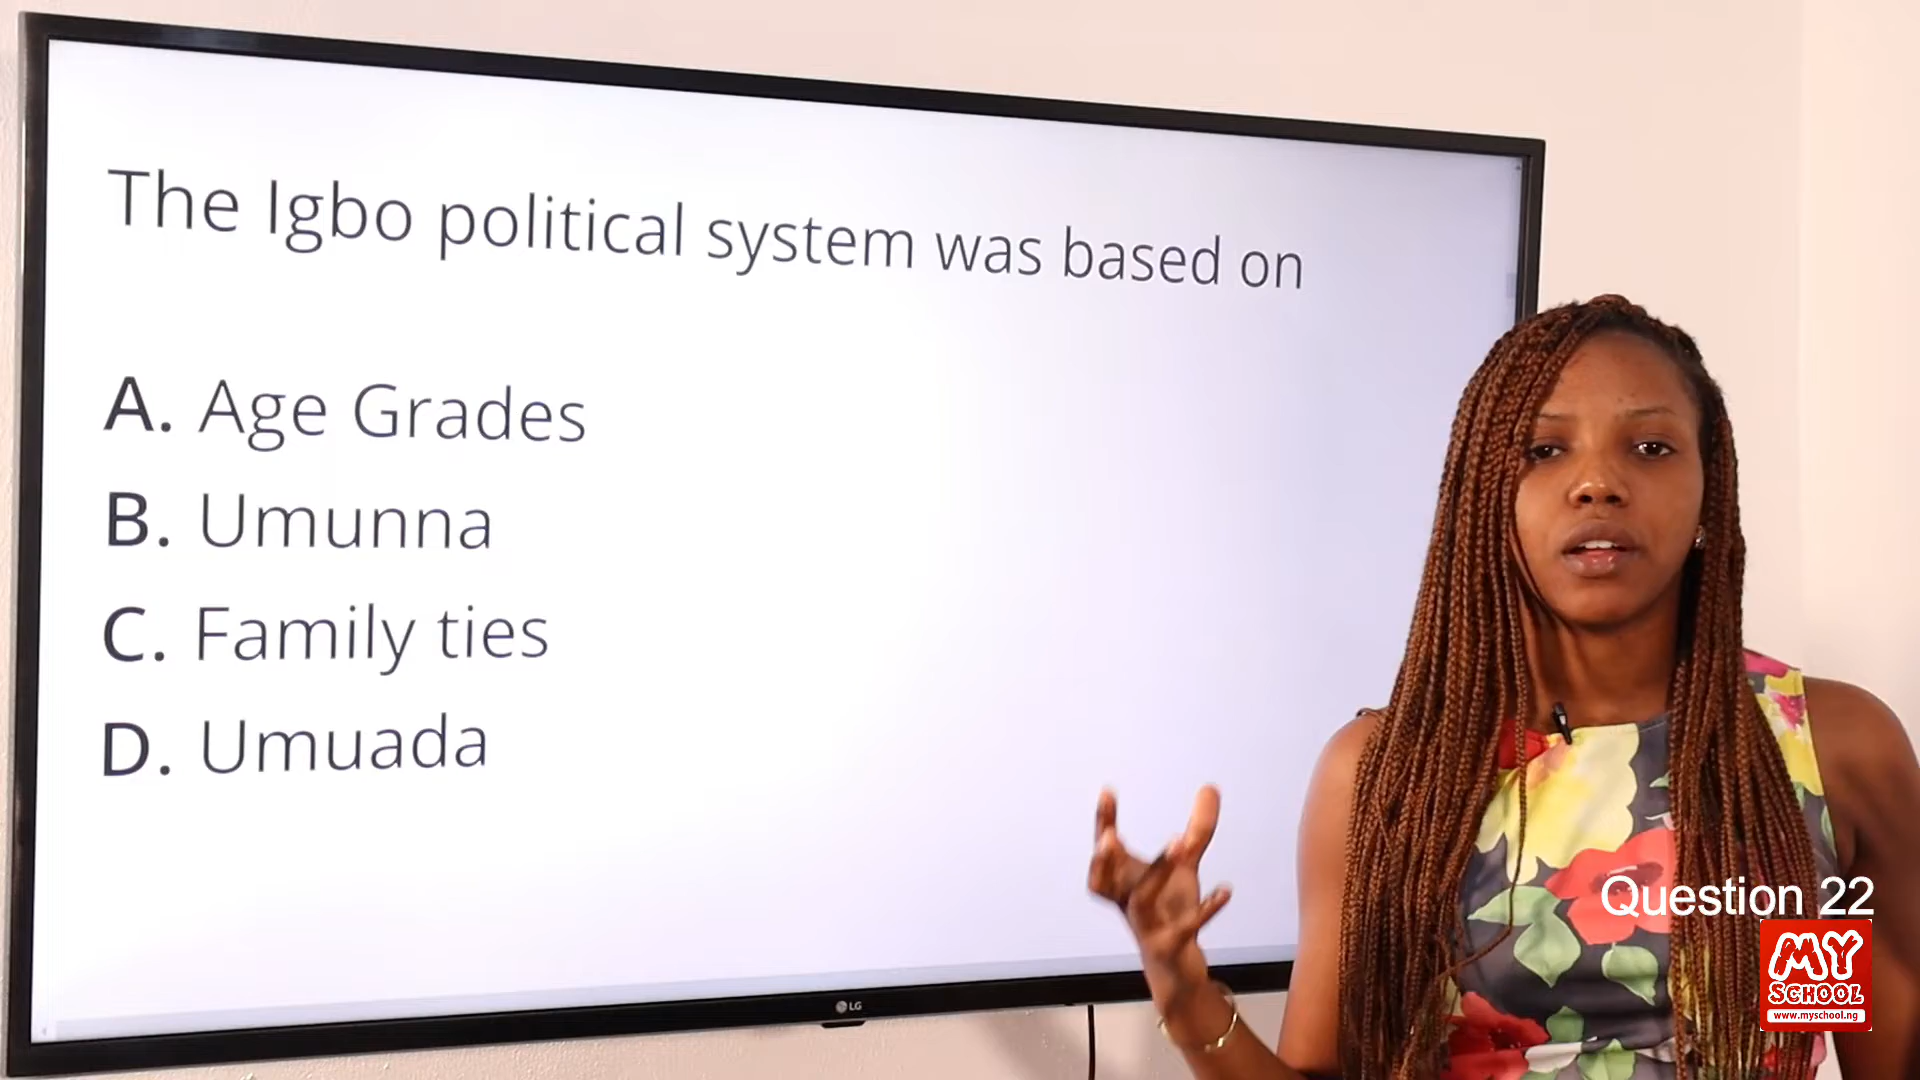 The Igbo political system was based on
A. Age Grades
B. Umunna
C. Family ties
D. Umuada
LG
Question 22
MY
SCHOOL
www.myschool.ng